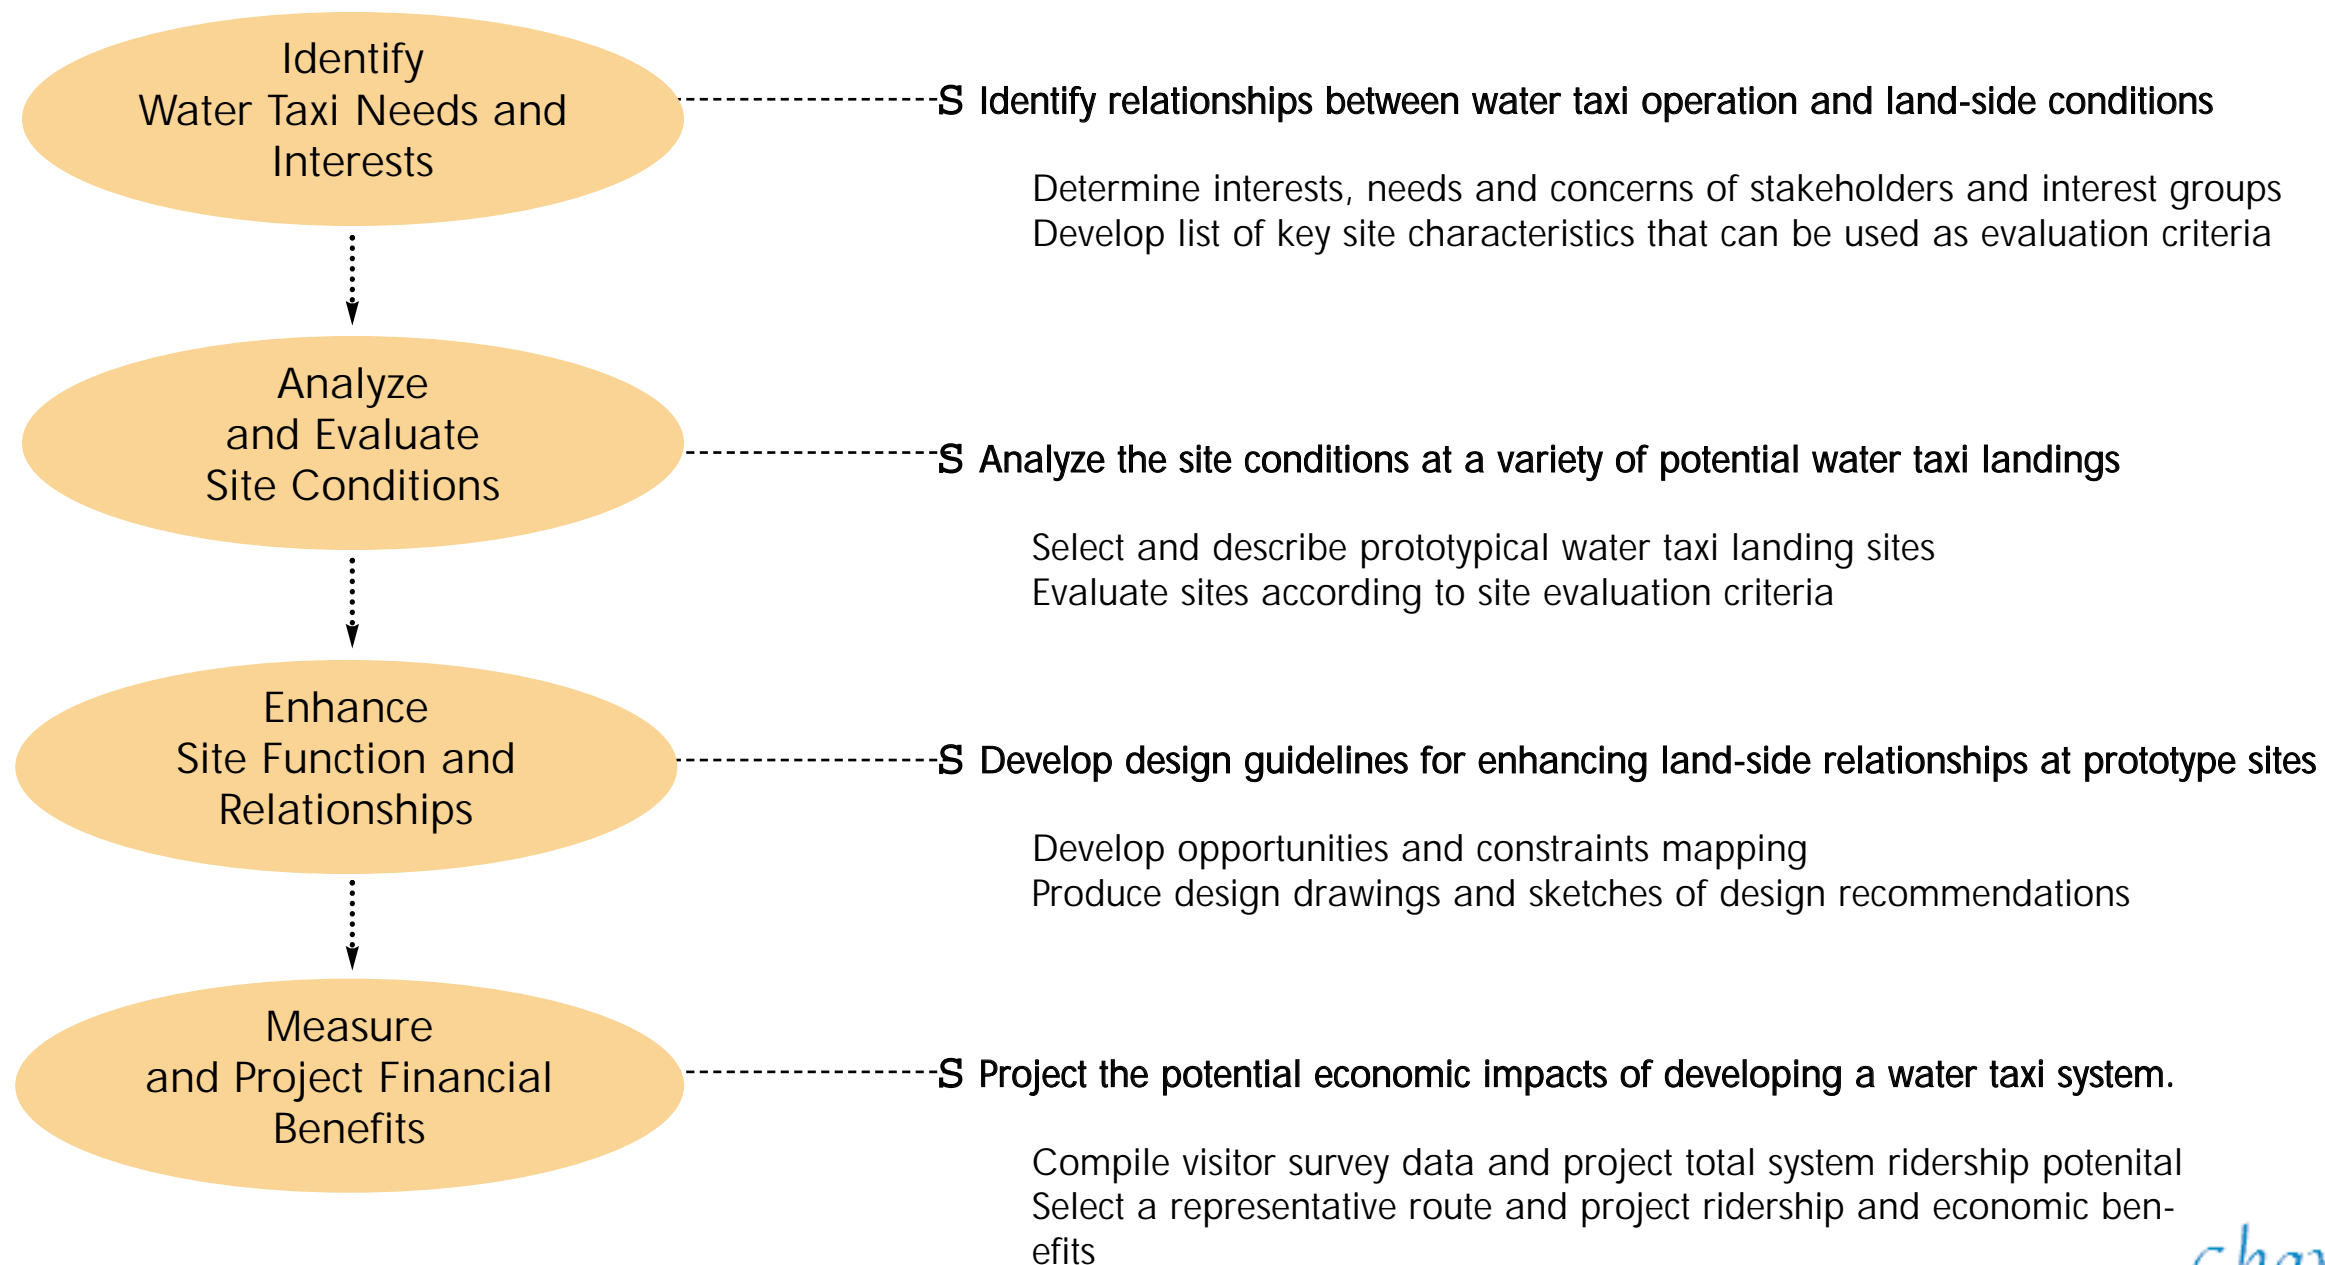 Identify
Water Taxi Needs and
Interests
S Identify relationships between water taxi operation and land-side conditions
Determine interests, needs and concerns of stakeholders and interest groups
Develop list of key site characteristics that can be used as evaluation criteria
Analyze
and Evaluate
Site Conditions
S Analyze the site conditions at a variety of potential water taxi landings
Select and describe prototypical water taxi landing sites
Evaluate sites according to site evaluation criteria
Enhance
Site Function and
Relationships
S Develop design guidelines for enhancing land-side relationships at prototype sites
Develop opportunities and constraints mapping
Produce design drawings and sketches of design recommendations
Measure
and Project Financial
Benefits
S Project the potential economic impacts of developing a water taxi system.
Compile visitor survey data and project total system ridership potenital
Select a representative route and project ridership and economic ben-
efits